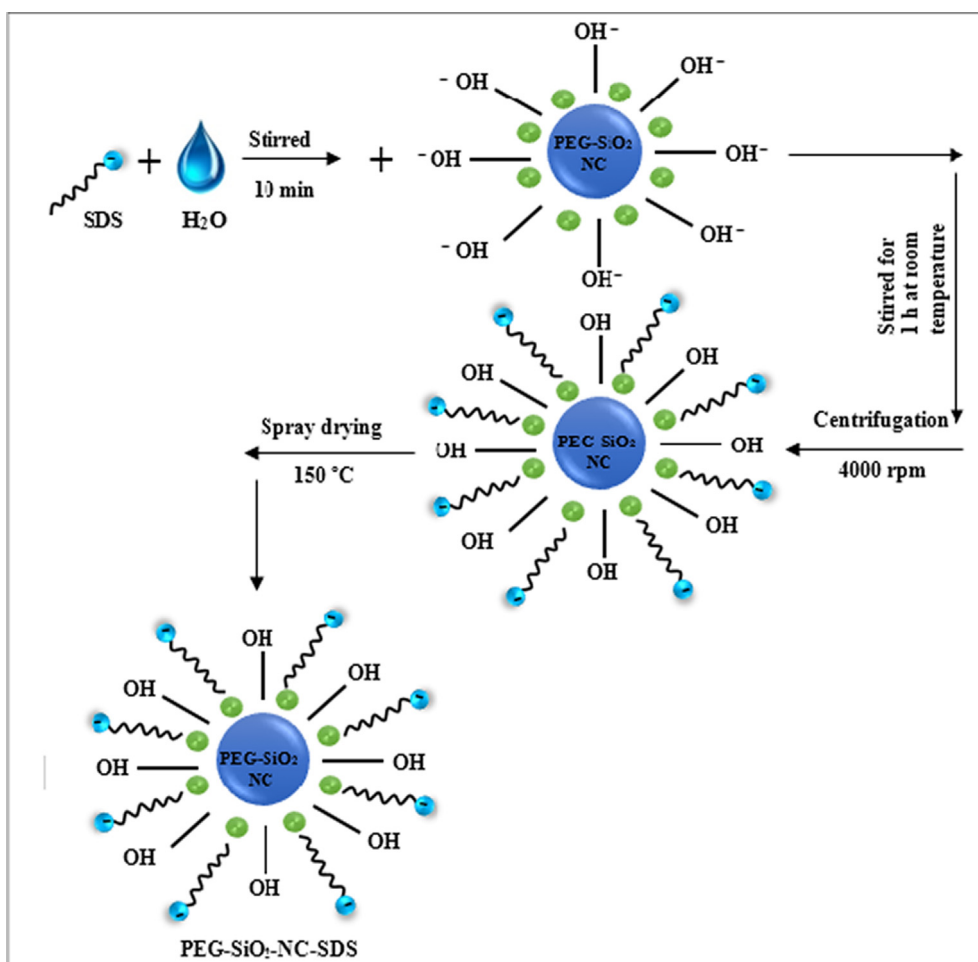 OH⁻
⁻ OH
OH⁻
Stirred
PEG-SiO₂
NC
+
+
⁻OH
OH⁻
10 min
SDS
H₂O
⁻ OH
OH⁻
OH⁻
Stirred for
1 h at room
temperature
OH
OH
OH
Spray drying
Centrifugation
PEG SiO₂
NC
OH
OH
150 °C
4000 rpm
OH
OH
OH
OH
OH
OH
PEG-SiO₂
NC
OH
OH
OH
OH
OH
PEG-SiO₂-NC-SDS